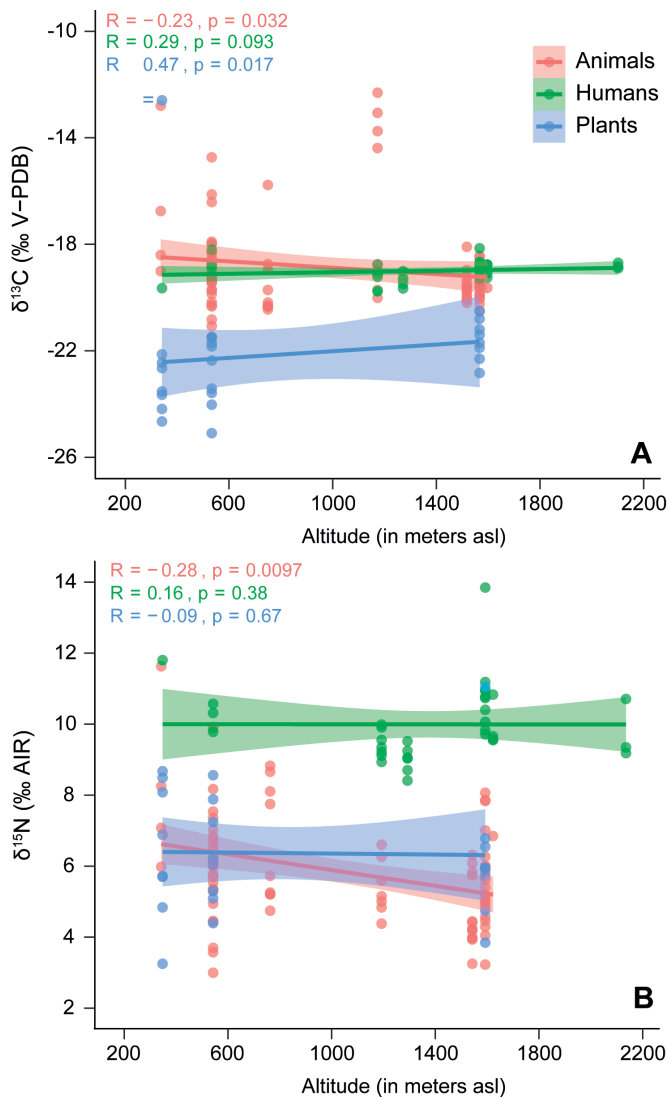 R = −0.23 , p = 0.032
R = 0.29 , p = 0.093
R 0.47 , p = 0.017
=
Animals
Humans
Plants
-10
-14
-18
-22
-26
δ¹³C (‰ V−PDB)
A
200 600 1000 1400 1800 2200
Altitude (in meters asl)
R = −0.28 , p = 0.0097
R = 0.16 , p = 0.38
R = −0.09 , p = 0.67
14
12
10
8
6
4
2
δ¹⁵N (‰ AIR)
B
200 600 1000 1400 1800 2200
Altitude (in meters asl)